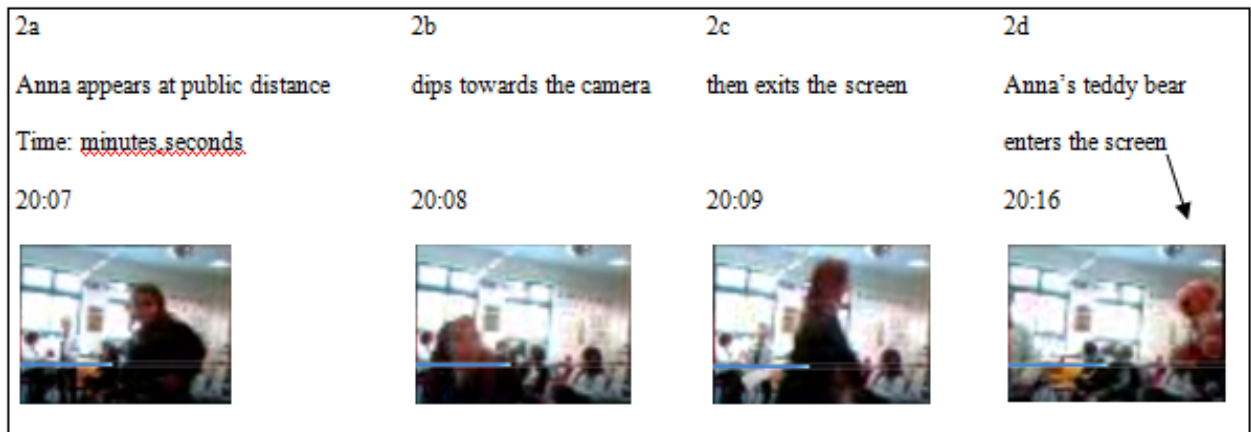 2a
Anna appears at public distance
Time: minutes.seconds
20:07
2b
dips towards the camera
20:08
2c
then exits the screen
20:09
2d
Anna's teddy bear
enters the screen
20:16